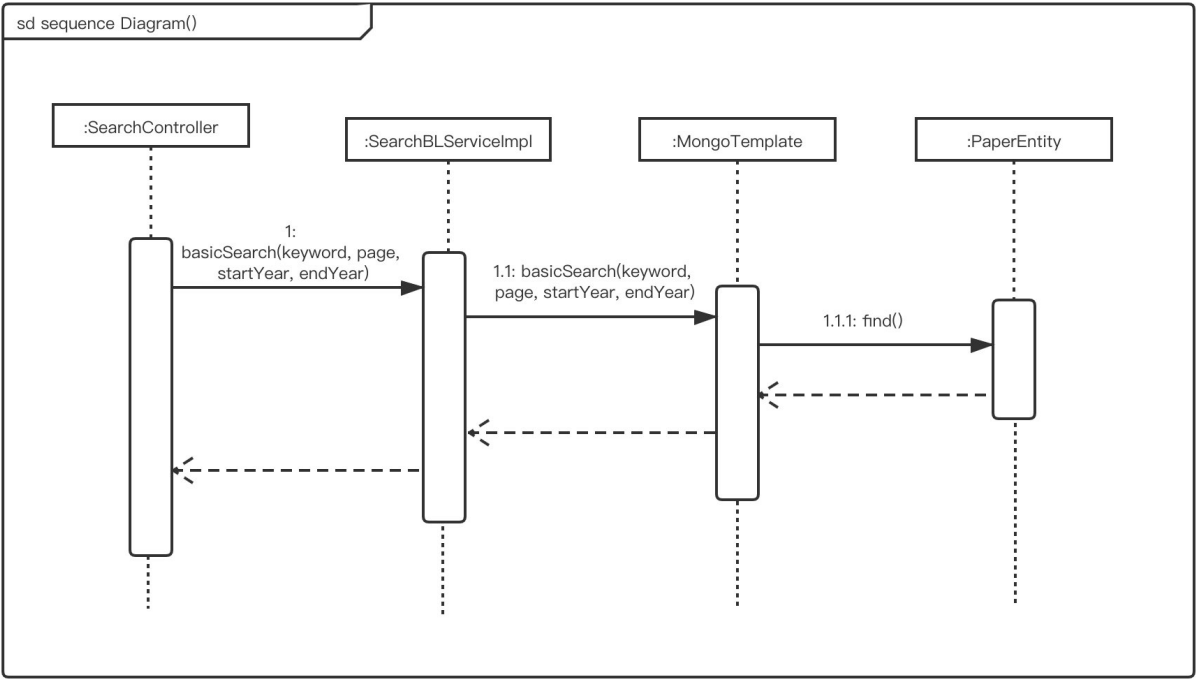 sd sequence Diagram()
:SearchController
:SearchBLServiceImpl
:MongoTemplate
:PaperEntity
1:
basicSearch(keyword, page,
startYear, endYear)
1.1: basicSearch(keyword,
page, startYear, endYear)
1.1.1: find()